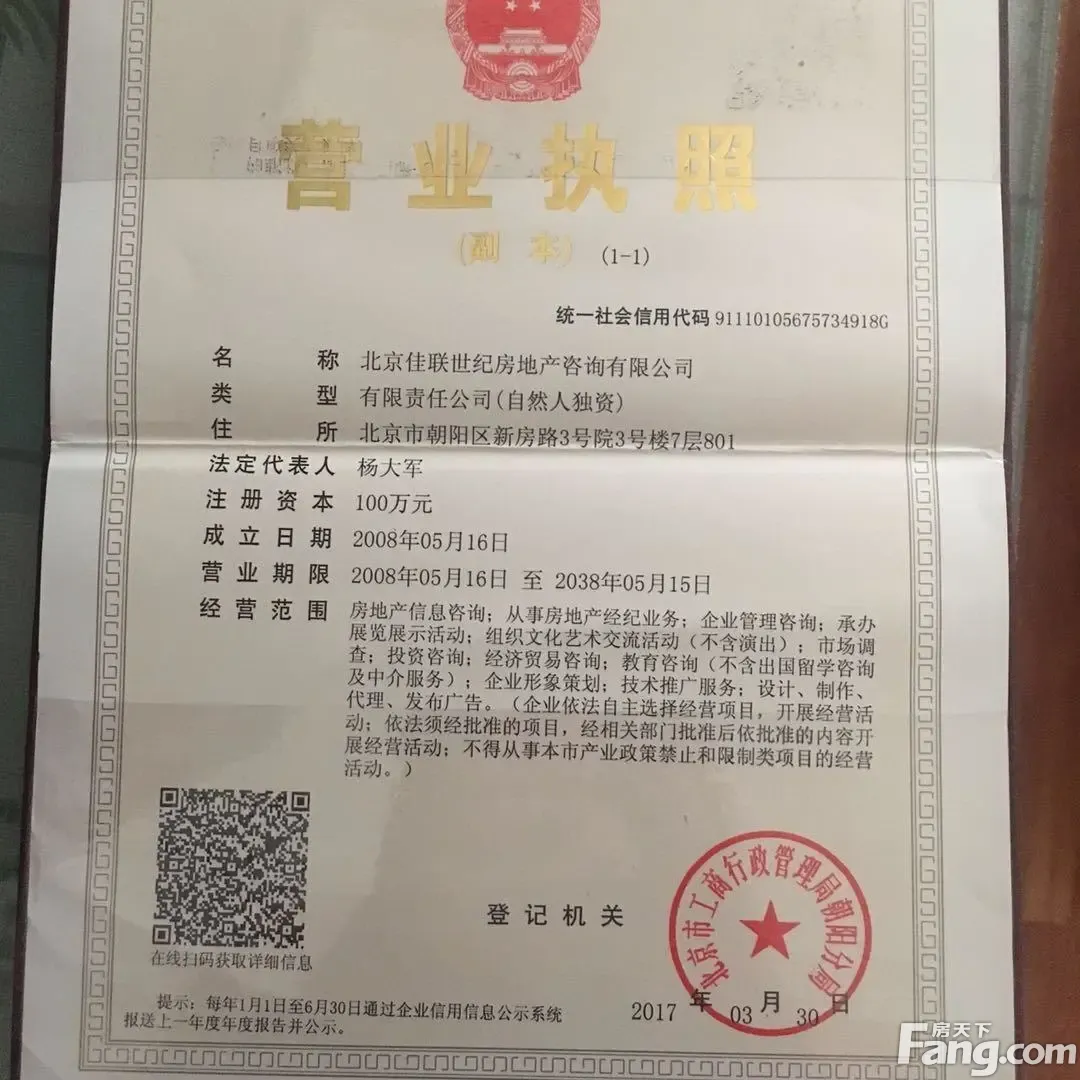 营业执照
(副本) (1-1)
统一社会信用代码 91110105675734918G
名称 北京佳联世纪房地产咨询有限公司
类型 有限责任公司(自然人独资)
住所 北京市朝阳区新房路3号院3号楼7层801
法定代表人 杨大军
注册资本 100万元
成立日期 2008年05月16日
营业期限 2008年05月16日 至 2038年05月15日
经营范围 房地产信息咨询；从事房地产经纪业务；企业管理咨询；承办
展览展示活动；组织文化艺术交流活动（不含演出）；市场调
查；投资咨询；经济贸易咨询；教育咨询（不含出国留学咨询
及中介服务）；企业形象策划；技术推广服务；设计、制作、
代理、发布广告。（企业依法自主选择经营项目，开展经营活
动；依法须经批准的项目，经相关部门批准后依批准的内容开
展经营活动；不得从事本市产业政策禁止和限制类项目的经营
活动。）
在线扫码获取详细信息
登记机关
北京市工商行政管理局朝阳分局
2017年03月30日
提示：每年1月1日至6月30日通过企业信用信息公示系统
报送上一年度年度报告并公示。
房天下
Fang.com